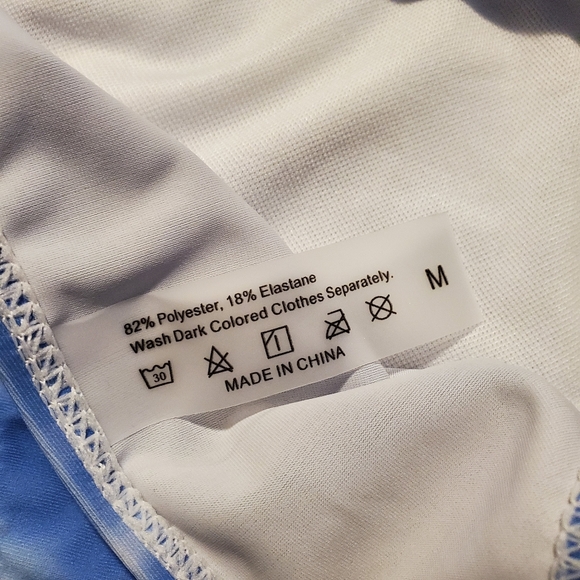 82% Polyester, 18% Elastane
Wash Dark Colored Clothes Separately.
M
30
MADE IN CHINA